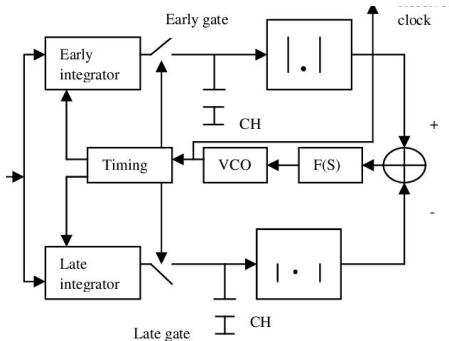 Early gate
clock
Early
integrator
|.|
CH
+
Timing
VCO
F(S)
-
Late
integrator
|.|
CH
Late gate